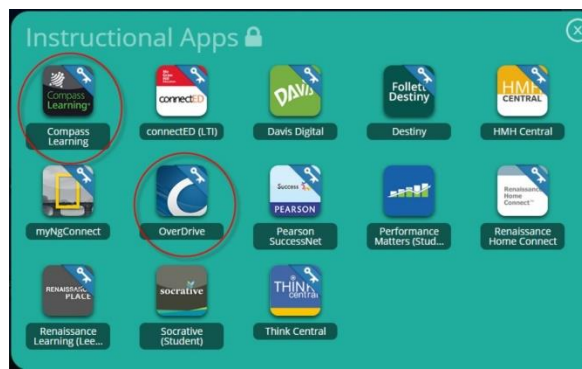 Instructional Apps
Compass
Learning
connectED
DAVIS
Follett
Destiny
HMH
CENTRAL
Compass
Learning
connectED (LTI)
Davis Digital
Destiny
HMH Central
Success
PEARSON
Renaissance
Home
Connect
myNgConnect
OverDrive
Pearson
SuccessNet
Performance
Matters (Stud...
Renaissance
Home Connect
RENAISSANCE
PLACE
socrative
THINK
central
Renaissance
Learning (Lee...
Socrative
(Student)
Think Central